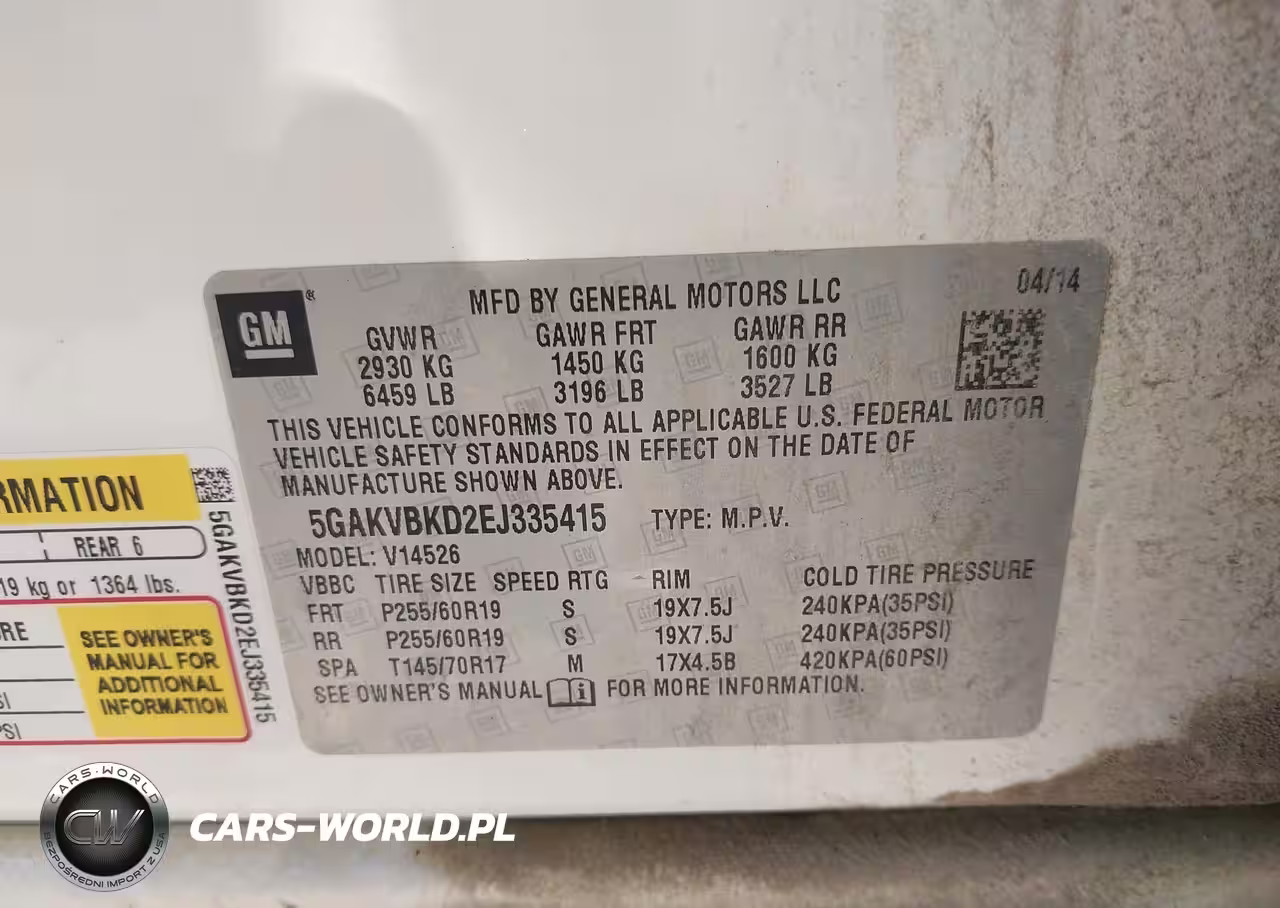 GM®
MFD BY GENERAL MOTORS LLC
04/14
GVWR GAWR FRT GAWR RR
2930 KG 1450 KG 1600 KG
6459 LB 3196 LB 3527 LB
THIS VEHICLE CONFORMS TO ALL APPLICABLE U.S. FEDERAL MOTOR
VEHICLE SAFETY STANDARDS IN EFFECT ON THE DATE OF
MANUFACTURE SHOWN ABOVE.
5GAKVBKD2EJ335415 TYPE: M.P.V.
MODEL: V14526
VBBC TIRE SIZE SPEED RTG RIM COLD TIRE PRESSURE
FRT P255/60R19 S 19X7.5J 240KPA(35PSI)
RR P255/60R19 S 19X7.5J 240KPA(35PSI)
SPA T145/70R17 M 17X4.5B 420KPA(60PSI)
SEE OWNER'S MANUAL FOR MORE INFORMATION.
RMATION
REAR 6
19 kg or 1364 lbs.
RE
SI
PSI
SEE OWNER'S
MANUAL FOR
ADDITIONAL
INFORMATION
5GAKVBKD2EJ335415
CARS-WORLD
CW
BEZPOŚREDNI IMPORT Z USA
CARS-WORLD.PL